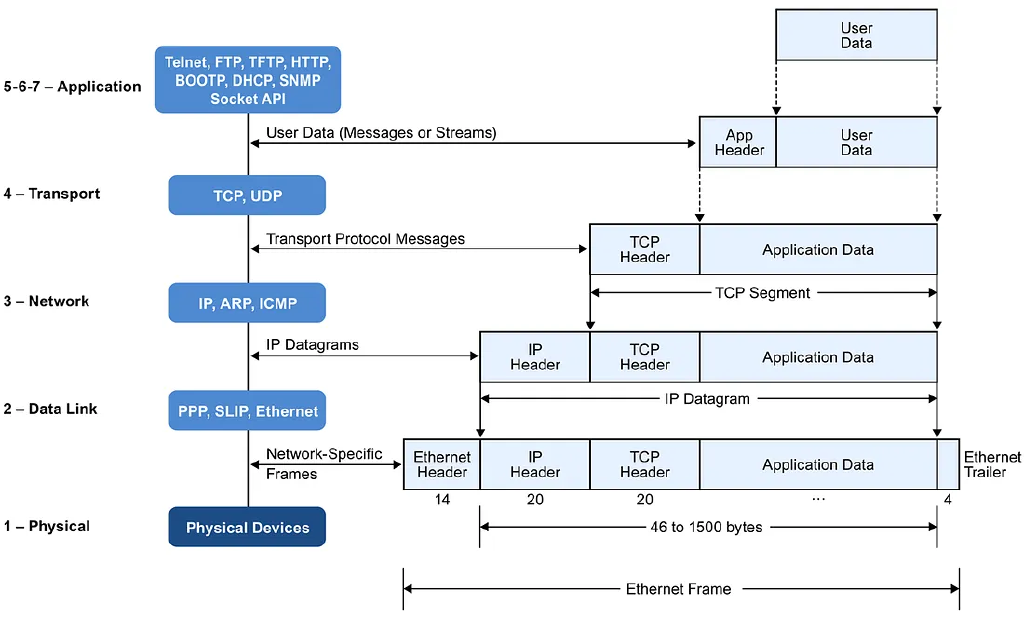 User
Data
Telnet, FTP, TFTP, HTTP,
BOOTP, DHCP, SNMP
Socket API
5-6-7 – Application
User Data (Messages or Streams)
App
Header
User
Data
4 – Transport
TCP, UDP
Transport Protocol Messages
TCP
Header
Application Data
TCP Segment
3 – Network
IP, ARP, ICMP
IP Datagrams
IP
Header
TCP
Header
Application Data
IP Datagram
2 – Data Link
PPP, SLIP, Ethernet
Network-Specific
Frames
Ethernet
Header
IP
Header
TCP
Header
Application Data
Ethernet
Trailer
14
20
20
...
4
1 – Physical
Physical Devices
46 to 1500 bytes
Ethernet Frame